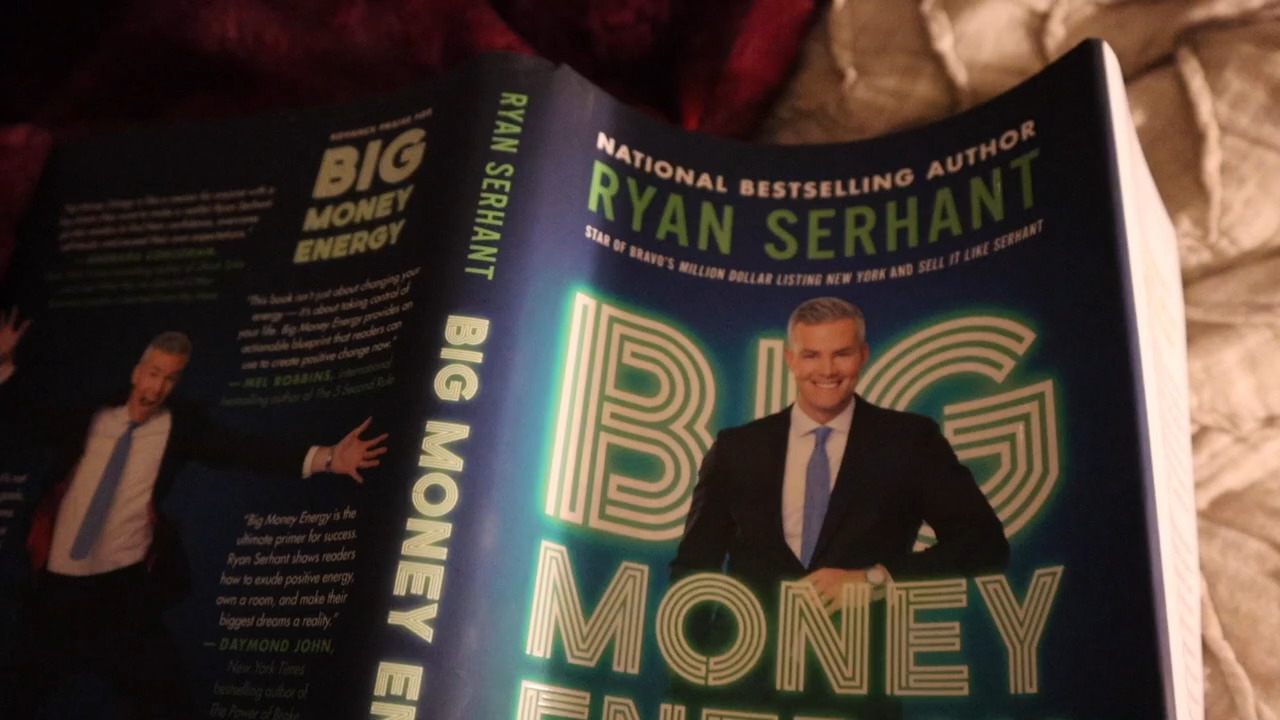 ADVANCE PRAISE FOR
BIG
MONEY
ENERGY
"This book isn't just about changing your
energy—it's about taking control of
your life. Big Money Energy provides an
actionable blueprint that readers can
use to create positive change now."
— MEL ROBBINS, international
bestselling author of The 5 Second Rule
"Big Money Energy is the
ultimate primer for success.
Ryan Serhant shows readers
how to exude positive energy,
own a room, and make their
biggest dreams a reality."
— DAYMOND JOHN,
New York Times
bestselling author of
The Power of Broke
RYAN SERHANT BIG MONEY EN
NATIONAL BESTSELLING AUTHOR
RYAN SERHANT
STAR OF BRAVO'S MILLION DOLLAR LISTING NEW YORK AND SELL IT LIKE SERHANT
BIG
MONEY